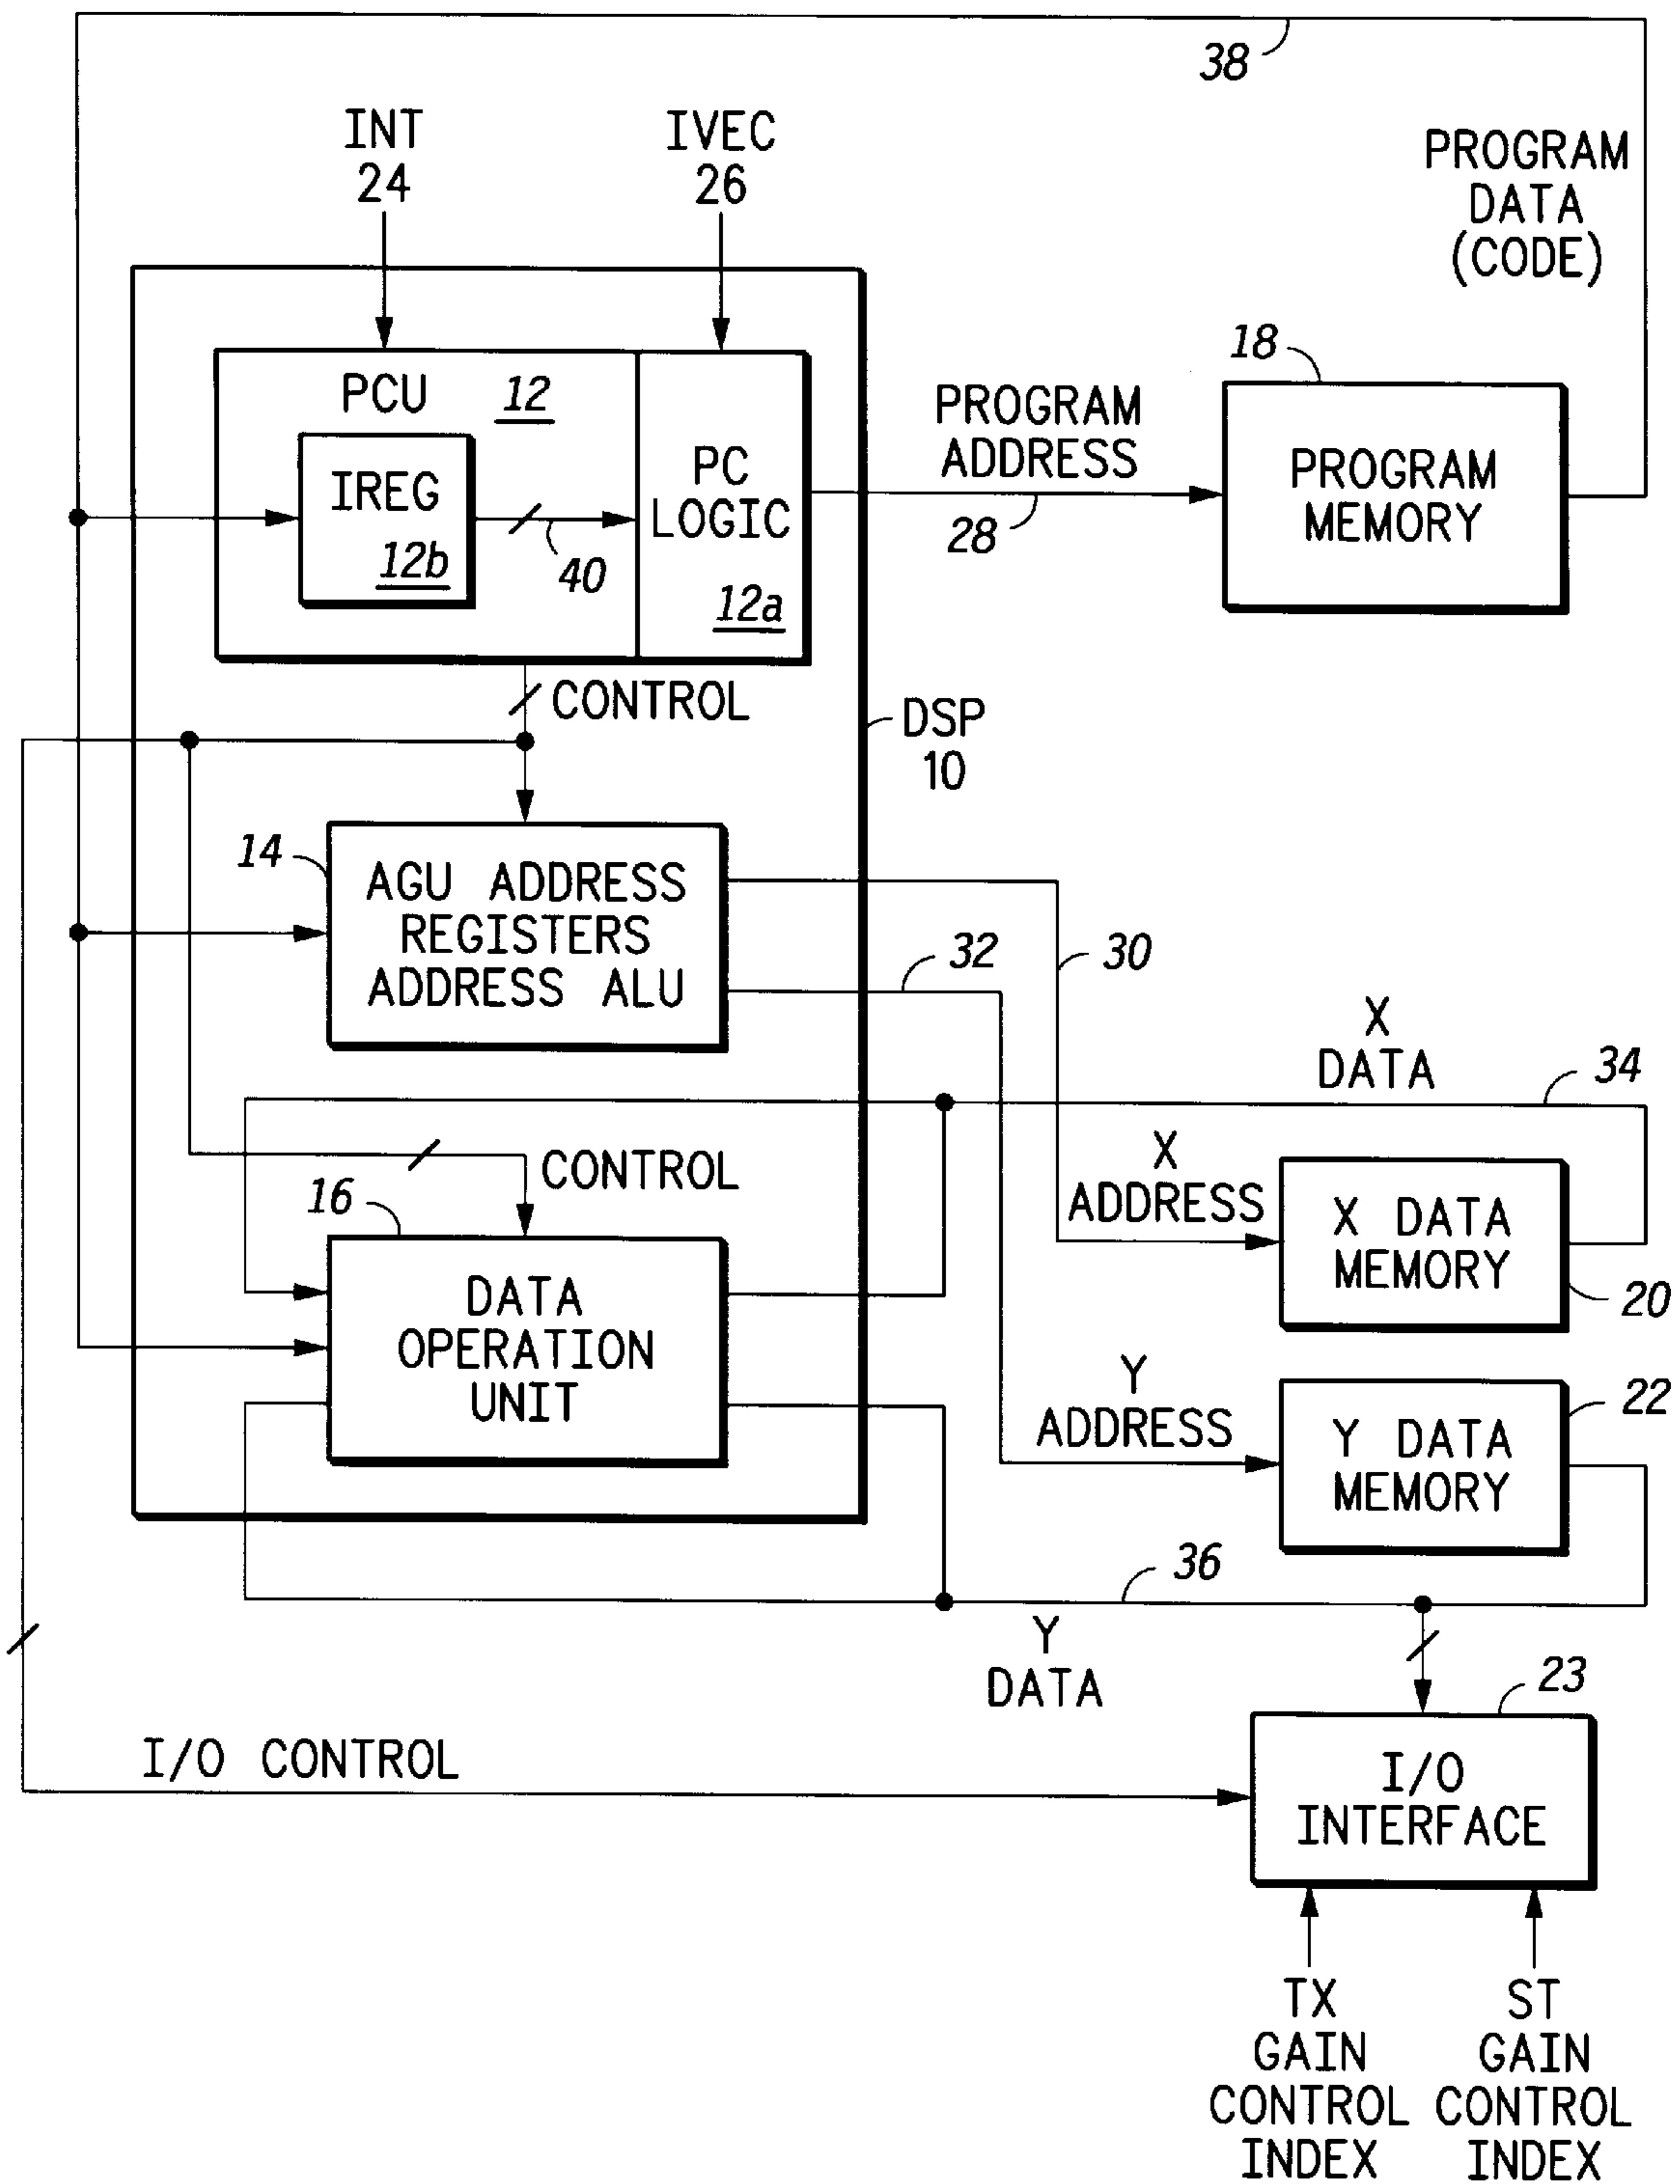 38
INT
24
IVEC
26
PROGRAM
DATA
(CODE)
18
PCU 12
IREG
12b
40
PC
LOGIC
12a
PROGRAM
ADDRESS
28
PROGRAM
MEMORY
CONTROL
DSP
10
14
AGU ADDRESS
REGISTERS
ADDRESS ALU
32
30
X
DATA
34
CONTROL
16
X
ADDRESS
X DATA
MEMORY
20
DATA
OPERATION
UNIT
Y
ADDRESS
22
Y DATA
MEMORY
36
Y
DATA
23
I/O CONTROL
I/O
INTERFACE
TX
GAIN
CONTROL
INDEX
ST
GAIN
CONTROL
INDEX